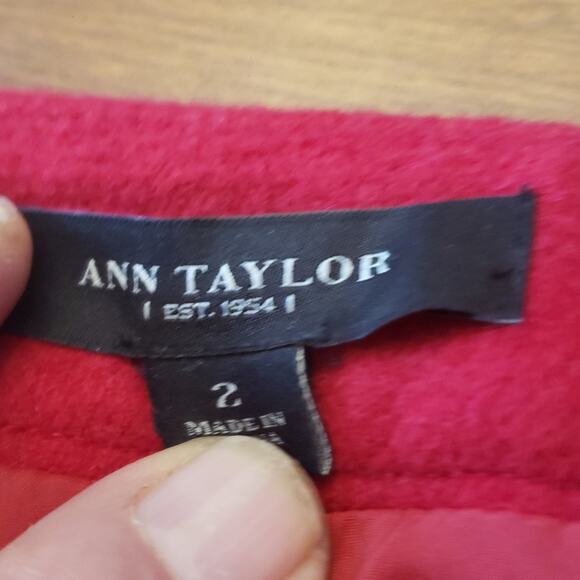 ANN TAYLOR
| EST. 1954 |
2
MADE IN